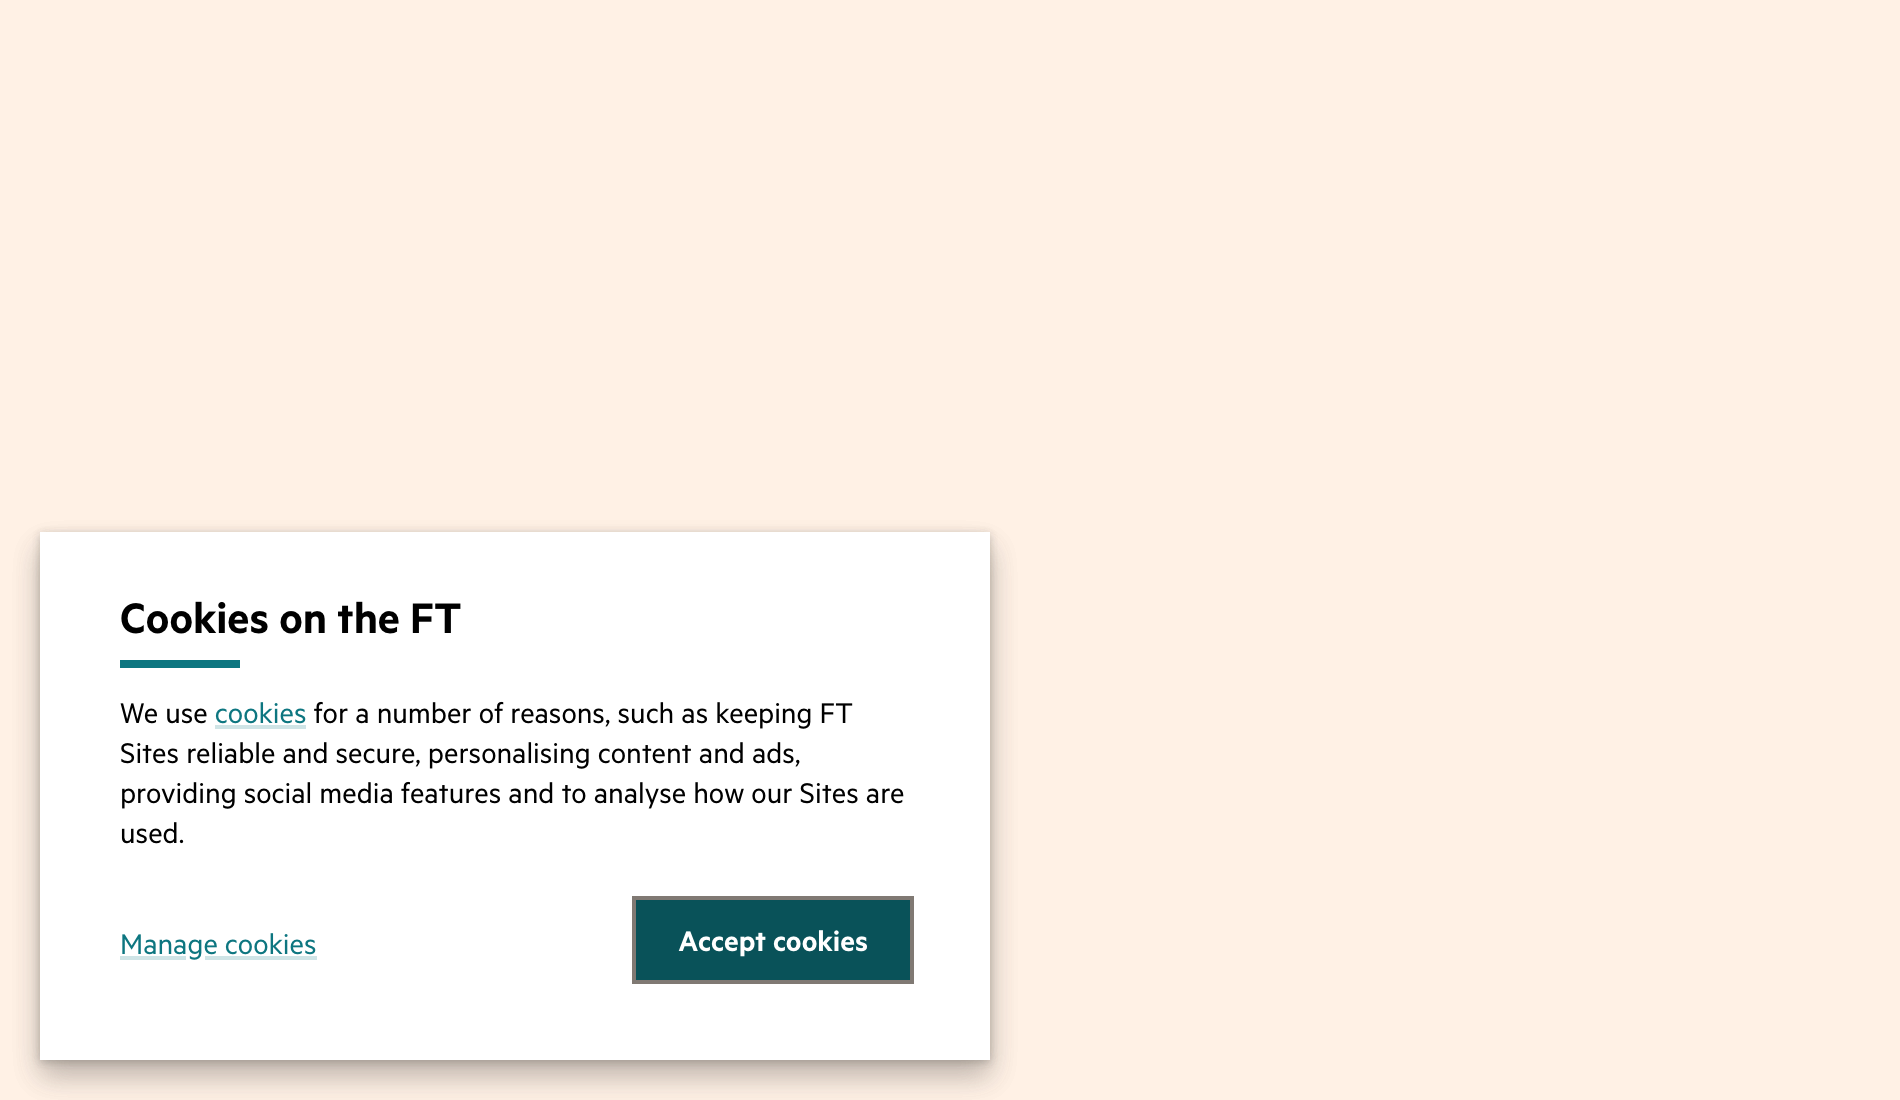 Cookies on the FT
We use cookies for a number of reasons, such as keeping FT
Sites reliable and secure, personalising content and ads,
providing social media features and to analyse how our Sites are
used.
Manage cookies
Accept cookies